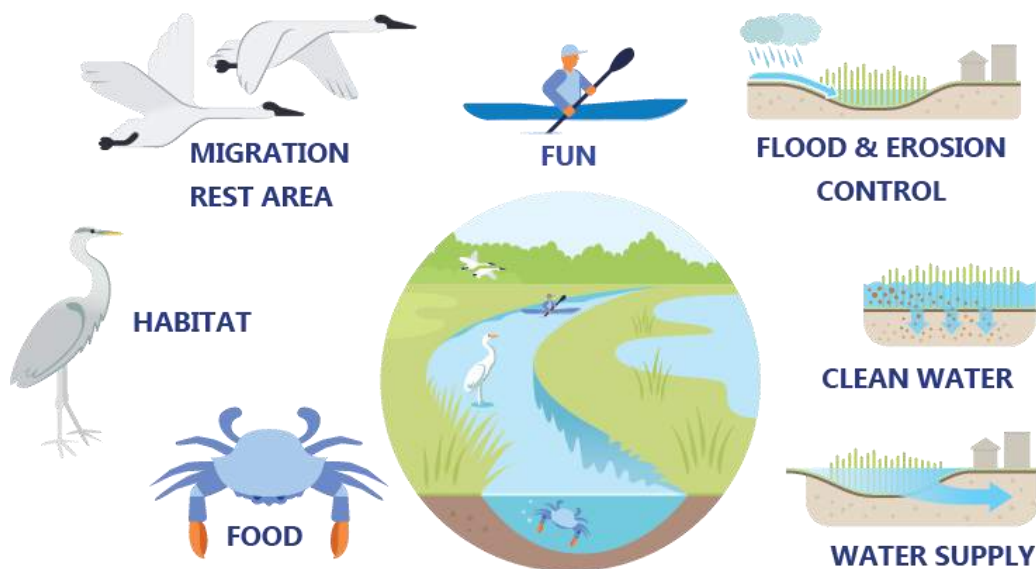 MIGRATION
REST AREA
FUN
FLOOD & EROSION
CONTROL
HABITAT
CLEAN WATER
FOOD
WATER SUPPLY